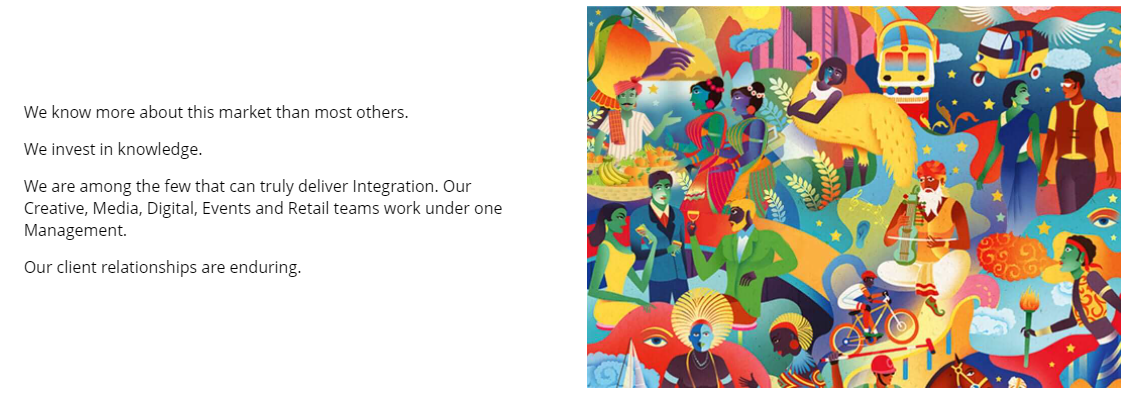 We know more about this market than most others.
We invest in knowledge.
We are among the few that can truly deliver Integration. Our
Creative, Media, Digital, Events and Retail teams work under one
Management.
Our client relationships are enduring.